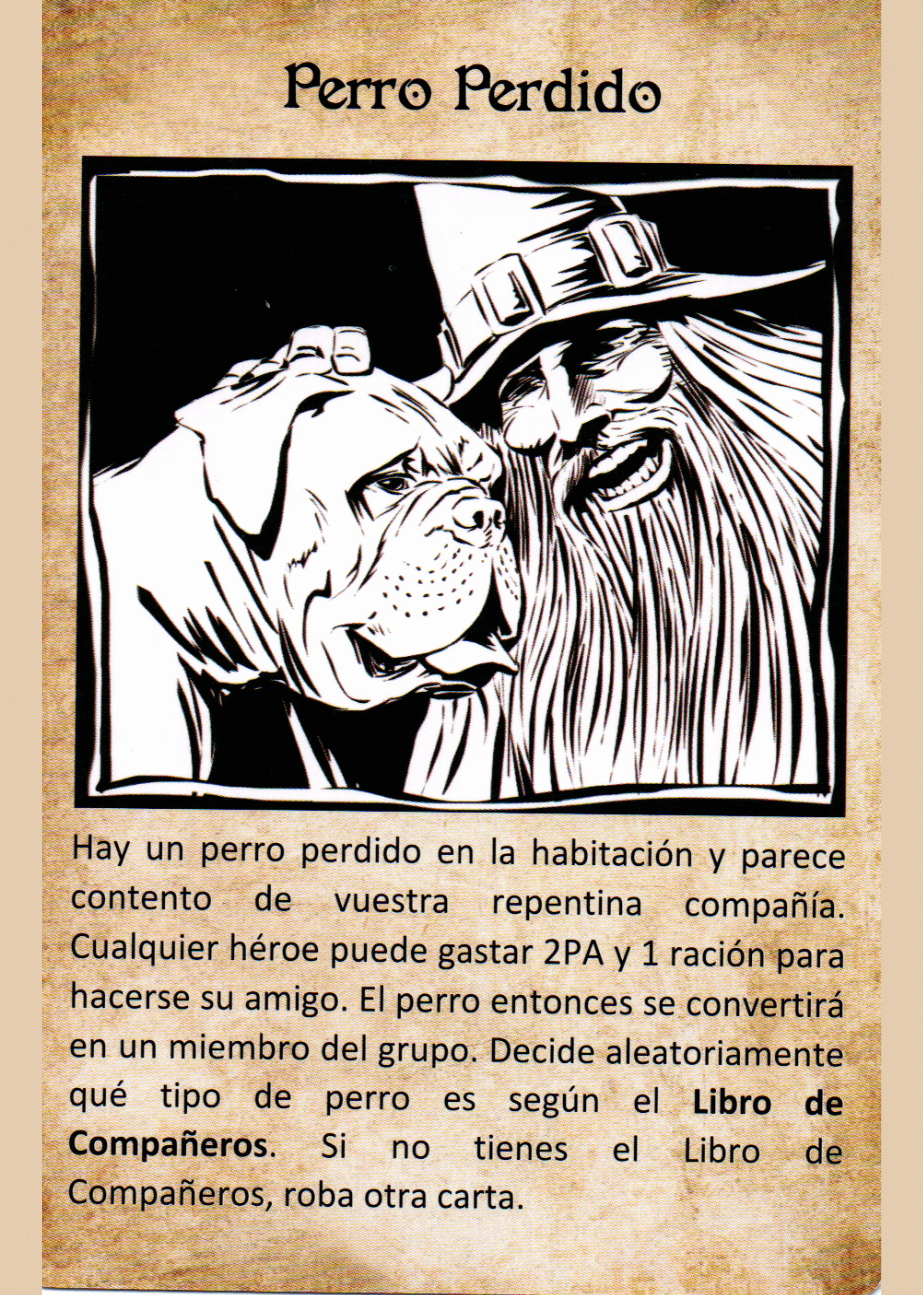 Perro Perdido
Hay un perro perdido en la habitación y parece
contento de vuestra repentina compañía.
Cualquier héroe puede gastar 2PA y 1 ración para
hacerse su amigo. El perro entonces se convertirá
en un miembro del grupo. Decide aleatoriamente
qué tipo de perro es según el Libro de
Compañeros. Si no tienes el Libro de
Compañeros, roba otra carta.